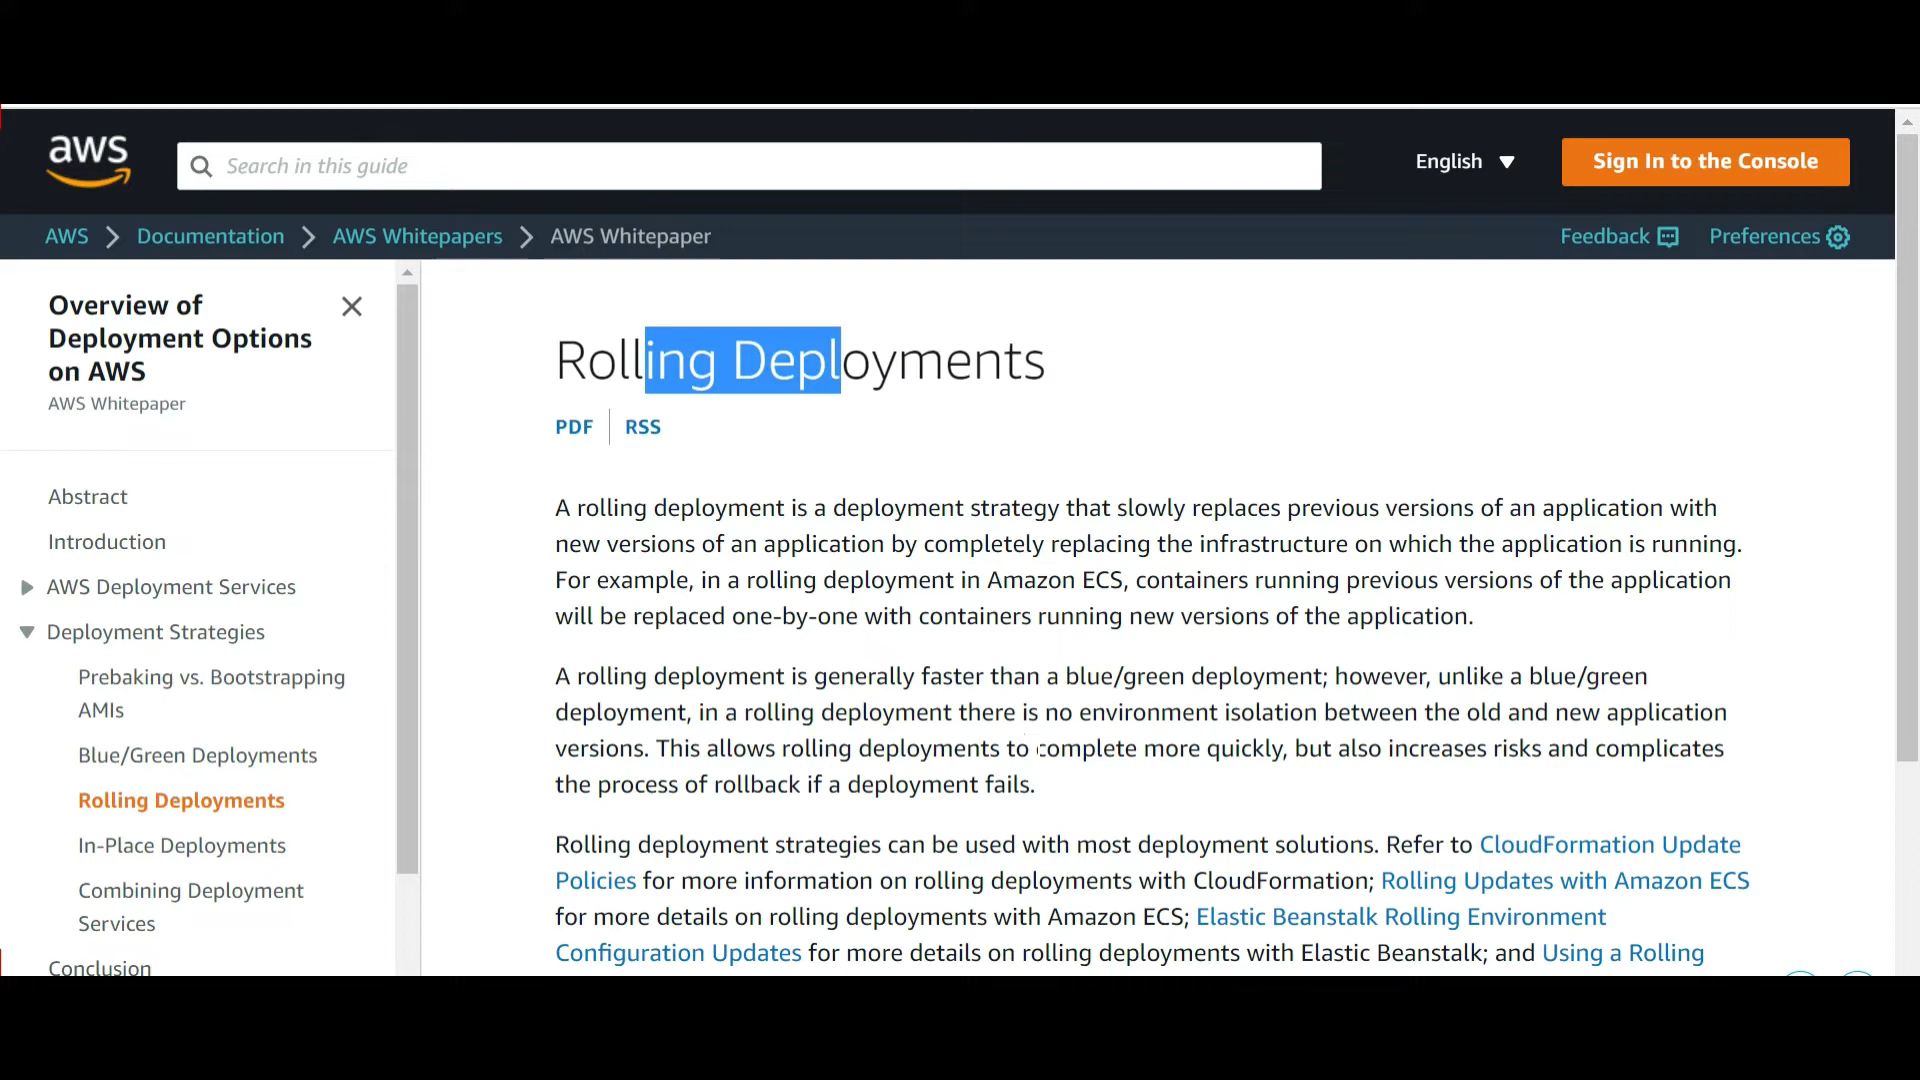 aws
Search in this guide
English
Sign In to the Console
AWS
Documentation
AWS Whitepapers
AWS Whitepaper
Feedback
Preferences
Overview of
Deployment Options
on AWS
AWS Whitepaper
Abstract
Introduction
AWS Deployment Services
Deployment Strategies
Prebaking vs. Bootstrapping
AMIs
Blue/Green Deployments
Rolling Deployments
In-Place Deployments
Combining Deployment
Services
Conclusion
Rolling Deployments
PDF
RSS
A rolling deployment is a deployment strategy that slowly replaces previous versions of an application with
new versions of an application by completely replacing the infrastructure on which the application is running.
For example, in a rolling deployment in Amazon ECS, containers running previous versions of the application
will be replaced one-by-one with containers running new versions of the application.
A rolling deployment is generally faster than a blue/green deployment; however, unlike a blue/green
deployment, in a rolling deployment there is no environment isolation between the old and new application
versions. This allows rolling deployments to complete more quickly, but also increases risks and complicates
the process of rollback if a deployment fails.
Rolling deployment strategies can be used with most deployment solutions. Refer to CloudFormation Update
Policies for more information on rolling deployments with CloudFormation; Rolling Updates with Amazon ECS
for more details on rolling deployments with Amazon ECS; Elastic Beanstalk Rolling Environment
Configuration Updates for more details on rolling deployments with Elastic Beanstalk; and Using a Rolling